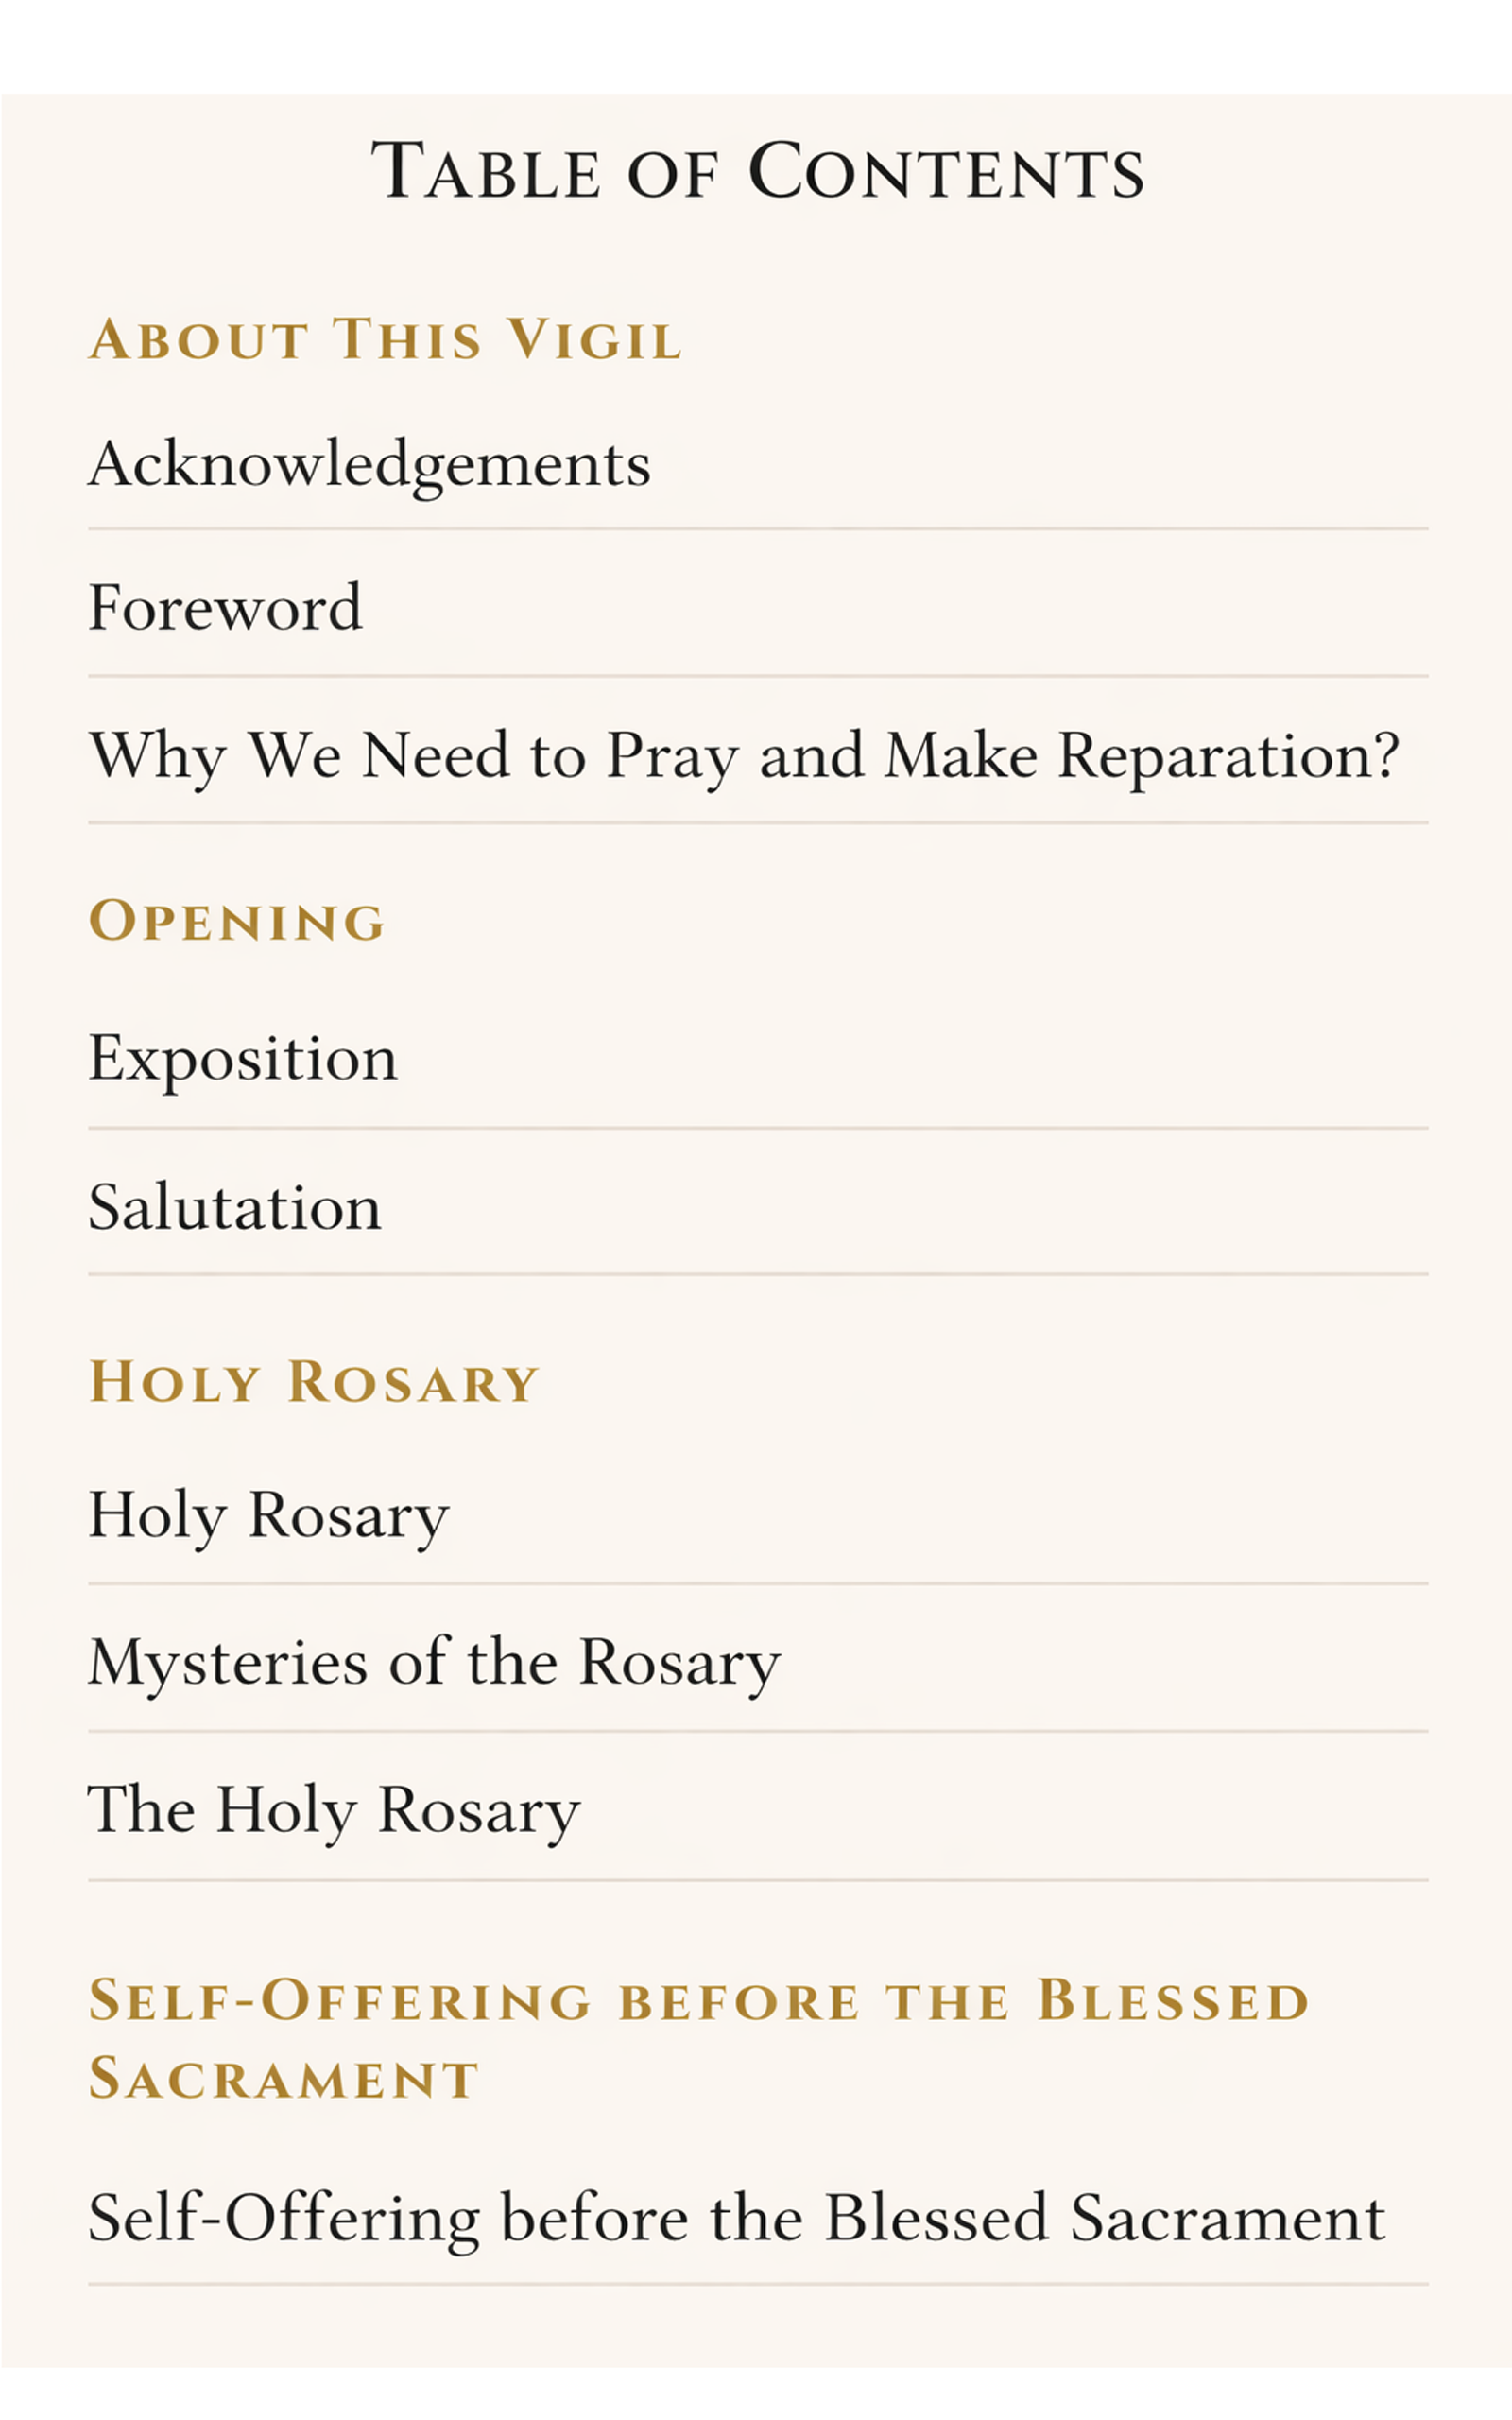 Table of Contents
About This Vigil
Acknowledgements
Foreword
Why We Need to Pray and Make Reparation?
Opening
Exposition
Salutation
Holy Rosary
Holy Rosary
Mysteries of the Rosary
The Holy Rosary
Self-Offering before the Blessed
Sacrament
Self-Offering before the Blessed Sacrament